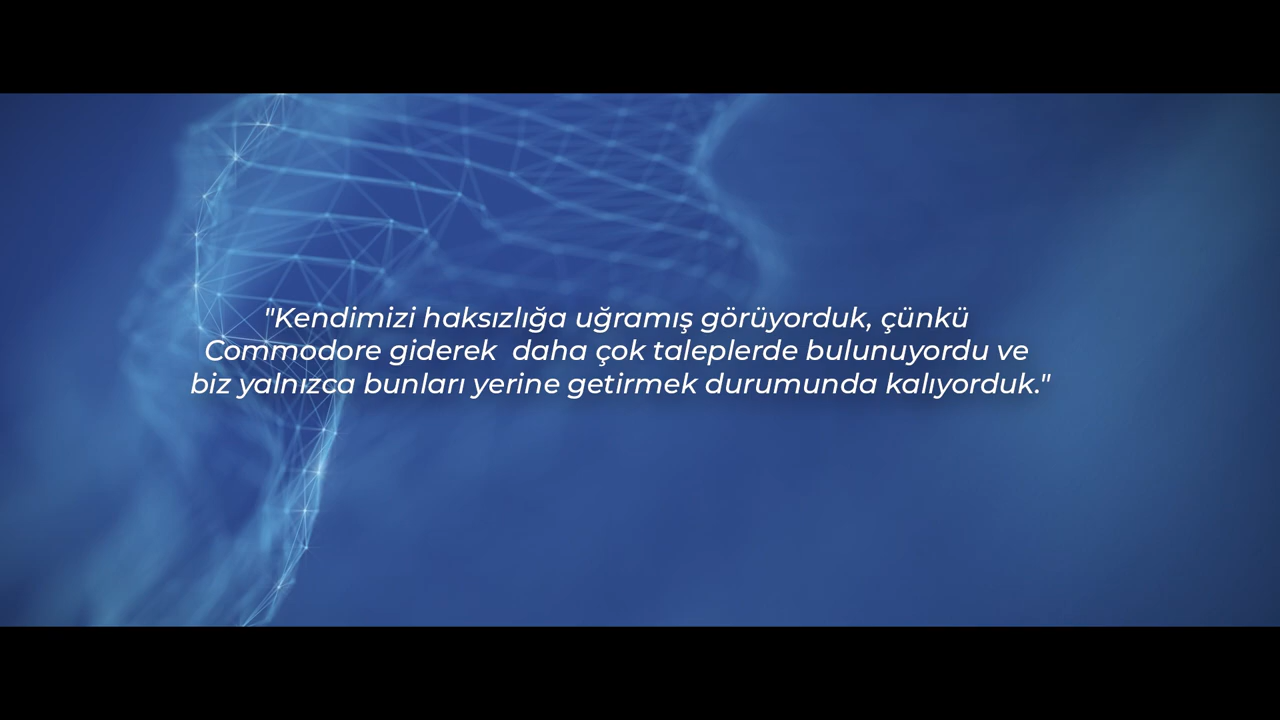 "Kendimizi haksızlığa uğramış görüyorduk, çünkü
Commodore giderek  daha çok taleplerde bulunuyordu ve
biz yalnızca bunları yerine getirmek durumunda kalıyorduk."